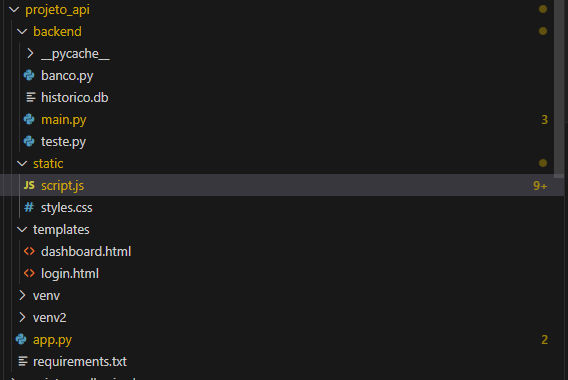 projeto_api
backend
__pycache__
banco.py
historico.db
main.py 3
teste.py
static
JS script.js 9+
# styles.css
templates
<> dashboard.html
<> login.html
venv
venv2
app.py 2
requirements.txt